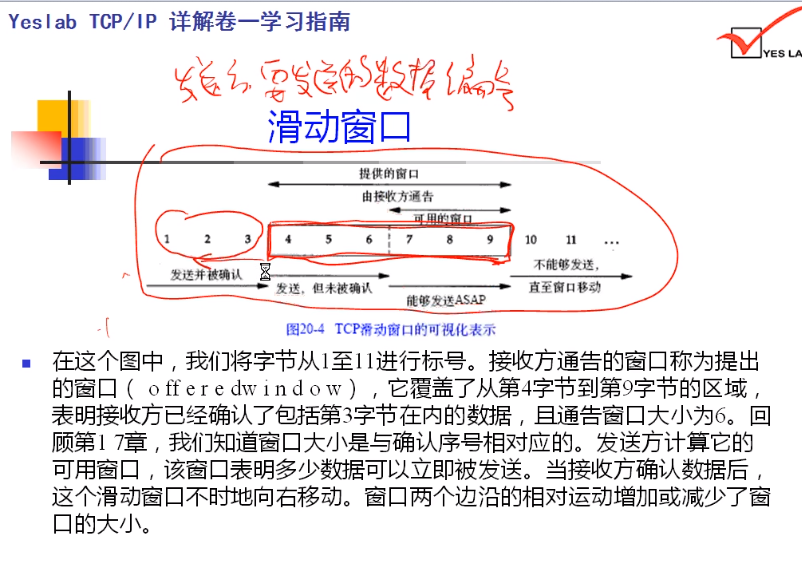 Yeslab TCP/IP 详解卷一学习指南
YES LA
发送方要发送的数据编号
滑动窗口
提供的窗口
由接收方通告
可用的窗口
1 2 3 4 5 6 7 8 9 10 11 …
发送并被确认
发送，但未被确认
能够发送ASAP
不能够发送，
直至窗口移动
图20-4 TCP滑动窗口的可视化表示
在这个图中，我们将字节从1至11进行标号。接收方通告的窗口称为提出
的窗口（ offeredwindow），它覆盖了从第4字节到第9字节的区域，
表明接收方已经确认了包括第3字节在内的数据，且通告窗口大小为6。回
顾第1 7章，我们知道窗口大小是与确认序号相对应的。发送方计算它的
可用窗口，该窗口表明多少数据可以立即被发送。当接收方确认数据后，
这个滑动窗口不时地向右移动。窗口两个边沿的相对运动增加或减少了窗
口的大小。